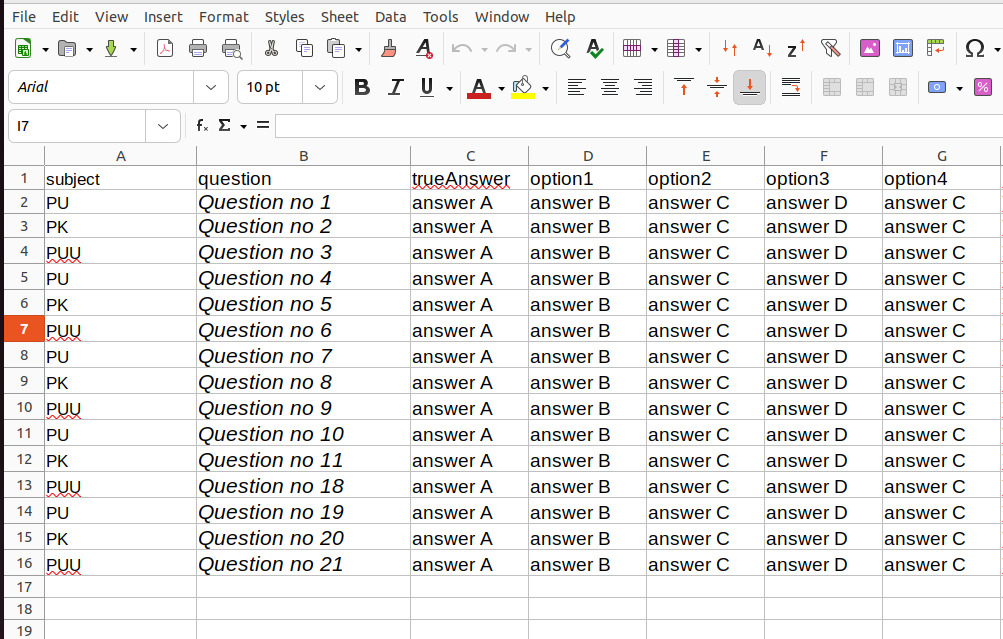 File Edit View Insert Format Styles Sheet Data Tools Window Help
Arial 10 pt B I U A
I7 fx Σ =
A B C D E F G
1 subject question trueAnswer option1 option2 option3 option4
2 PU Question no 1 answer A answer B answer C answer D answer C
3 PK Question no 2 answer A answer B answer C answer D answer C
4 PUU Question no 3 answer A answer B answer C answer D answer C
5 PU Question no 4 answer A answer B answer C answer D answer C
6 PK Question no 5 answer A answer B answer C answer D answer C
7 PUU Question no 6 answer A answer B answer C answer D answer C
8 PU Question no 7 answer A answer B answer C answer D answer C
9 PK Question no 8 answer A answer B answer C answer D answer C
10 PUU Question no 9 answer A answer B answer C answer D answer C
11 PU Question no 10 answer A answer B answer C answer D answer C
12 PK Question no 11 answer A answer B answer C answer D answer C
13 PUU Question no 18 answer A answer B answer C answer D answer C
14 PU Question no 19 answer A answer B answer C answer D answer C
15 PK Question no 20 answer A answer B answer C answer D answer C
16 PUU Question no 21 answer A answer B answer C answer D answer C
17
18
19